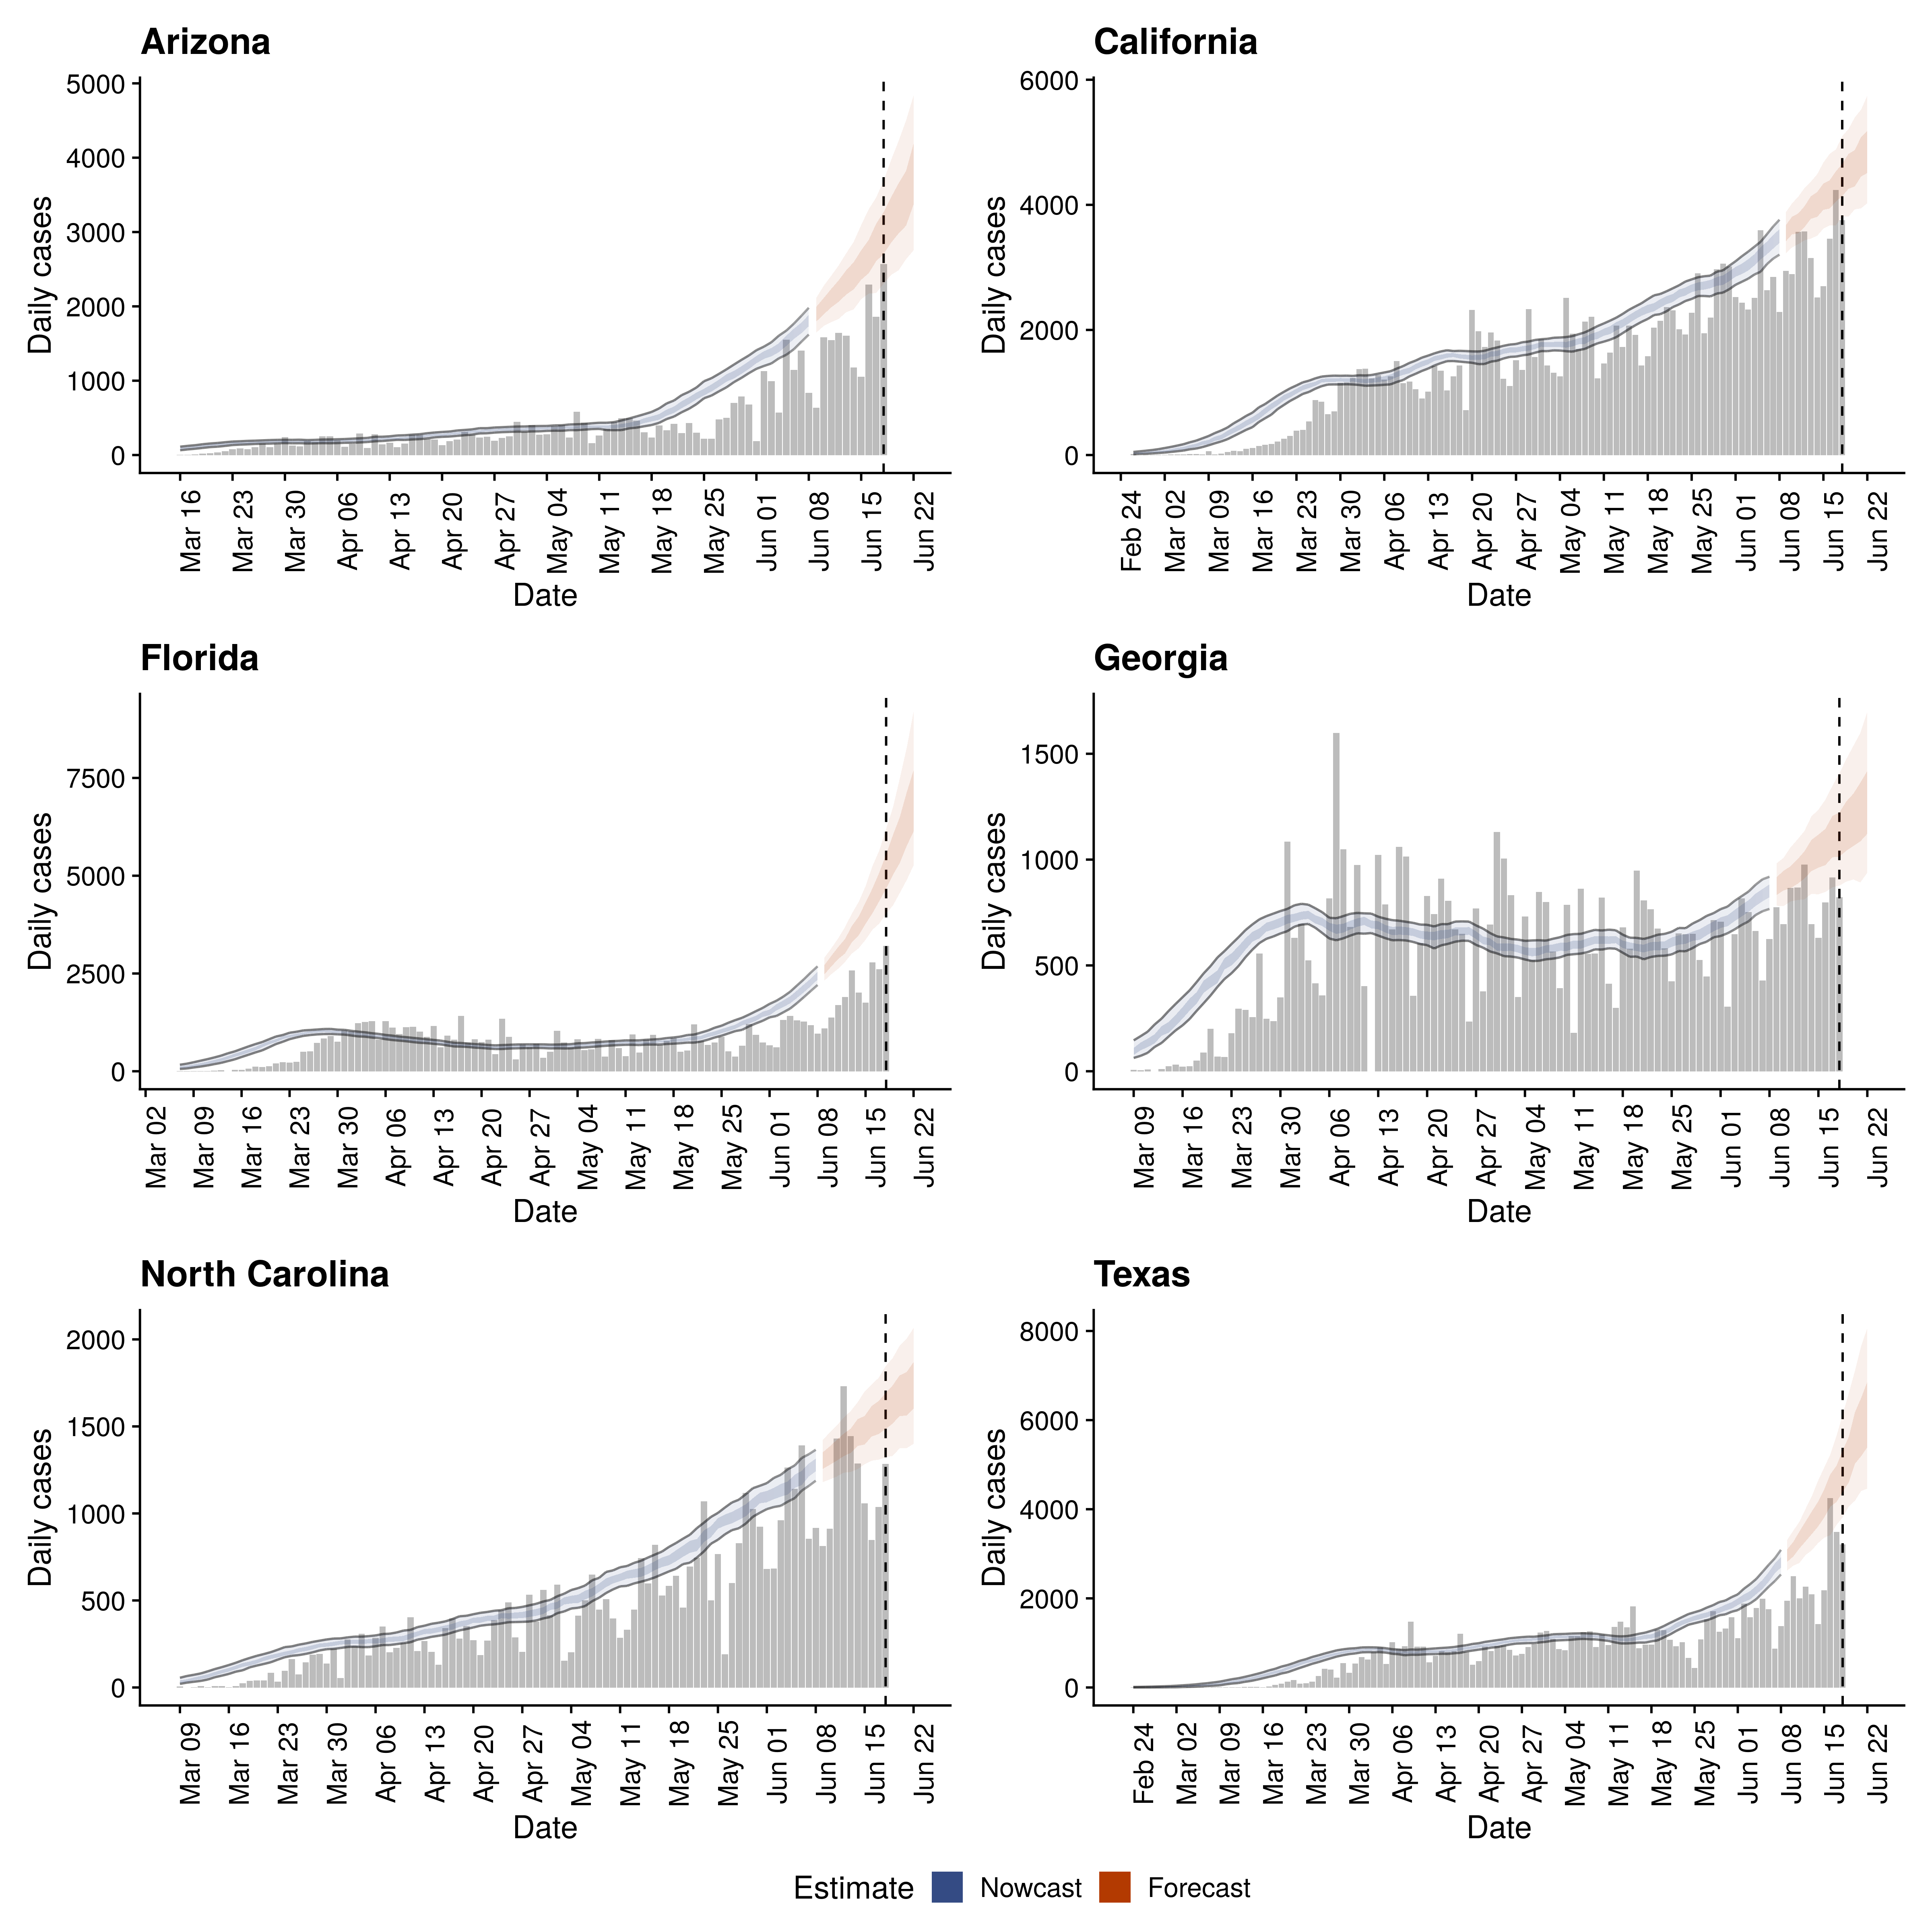 Arizona
Daily cases
5000
4000
3000
2000
1000
0
Mar 16
Mar 23
Mar 30
Apr 06
Apr 13
Apr 20
Apr 27
May 04
May 11
May 18
May 25
Jun 01
Jun 08
Jun 15
Jun 22
Date
California
Daily cases
6000
4000
2000
0
Feb 24
Mar 02
Mar 09
Mar 16
Mar 23
Mar 30
Apr 06
Apr 13
Apr 20
Apr 27
May 04
May 11
May 18
May 25
Jun 01
Jun 08
Jun 15
Jun 22
Date
Florida
Daily cases
7500
5000
2500
0
Mar 02
Mar 09
Mar 16
Mar 23
Mar 30
Apr 06
Apr 13
Apr 20
Apr 27
May 04
May 11
May 18
May 25
Jun 01
Jun 08
Jun 15
Jun 22
Date
Georgia
Daily cases
1500
1000
500
0
Mar 09
Mar 16
Mar 23
Mar 30
Apr 06
Apr 13
Apr 20
Apr 27
May 04
May 11
May 18
May 25
Jun 01
Jun 08
Jun 15
Jun 22
Date
North Carolina
Daily cases
2000
1500
1000
500
0
Mar 09
Mar 16
Mar 23
Mar 30
Apr 06
Apr 13
Apr 20
Apr 27
May 04
May 11
May 18
May 25
Jun 01
Jun 08
Jun 15
Jun 22
Date
Texas
Daily cases
8000
6000
4000
2000
0
Feb 24
Mar 02
Mar 09
Mar 16
Mar 23
Mar 30
Apr 06
Apr 13
Apr 20
Apr 27
May 04
May 11
May 18
May 25
Jun 01
Jun 08
Jun 15
Jun 22
Date
Estimate Nowcast Forecast